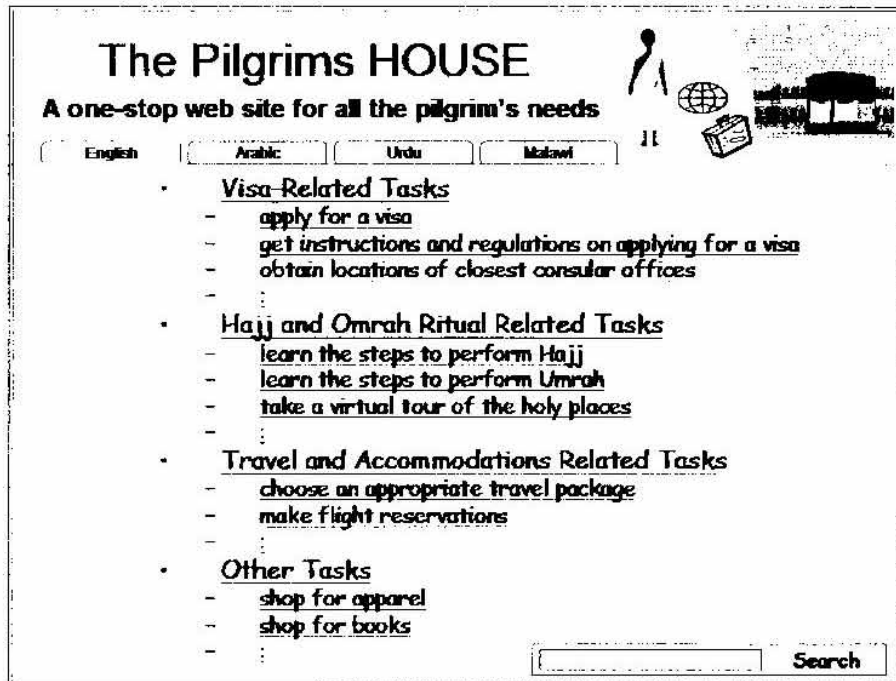 The Pilgrims HOUSE
A one-stop web site for all the pilgrim's needs
English Arabic Urdu Malawi
· Visa-Related Tasks
- apply for a visa
- get instructions and regulations on applying for a visa
- obtain locations of closest consular offices
- :
· Hajj and Omrah Ritual Related Tasks
- learn the steps to perform Hajj
- learn the steps to perform Umrah
- take a virtual tour of the holy places
- :
· Travel and Accommodations Related Tasks
- choose an appropriate travel package
- make flight reservations
- :
· Other Tasks
- shop for apparel
- shop for books
- :
Search